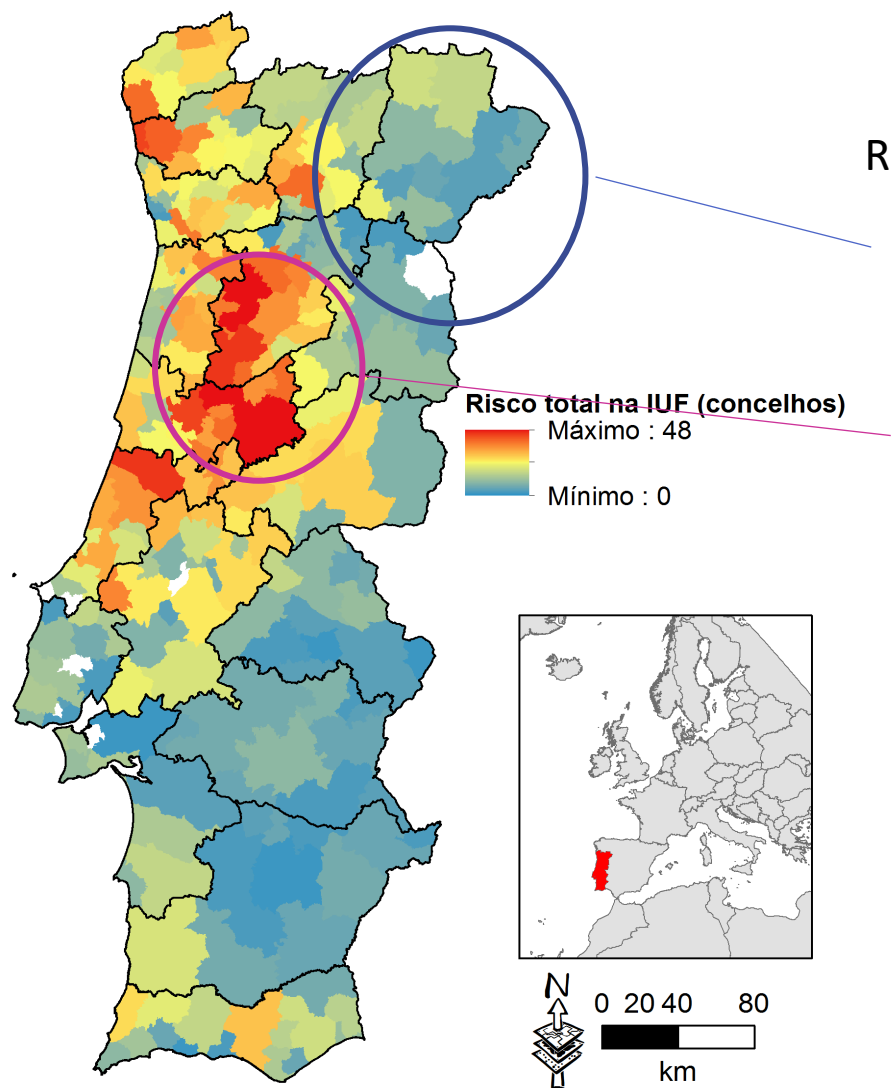 R
Risco total na IUF (concelhos)
Máximo : 48
Mínimo : 0
N
0 20 40 80
km